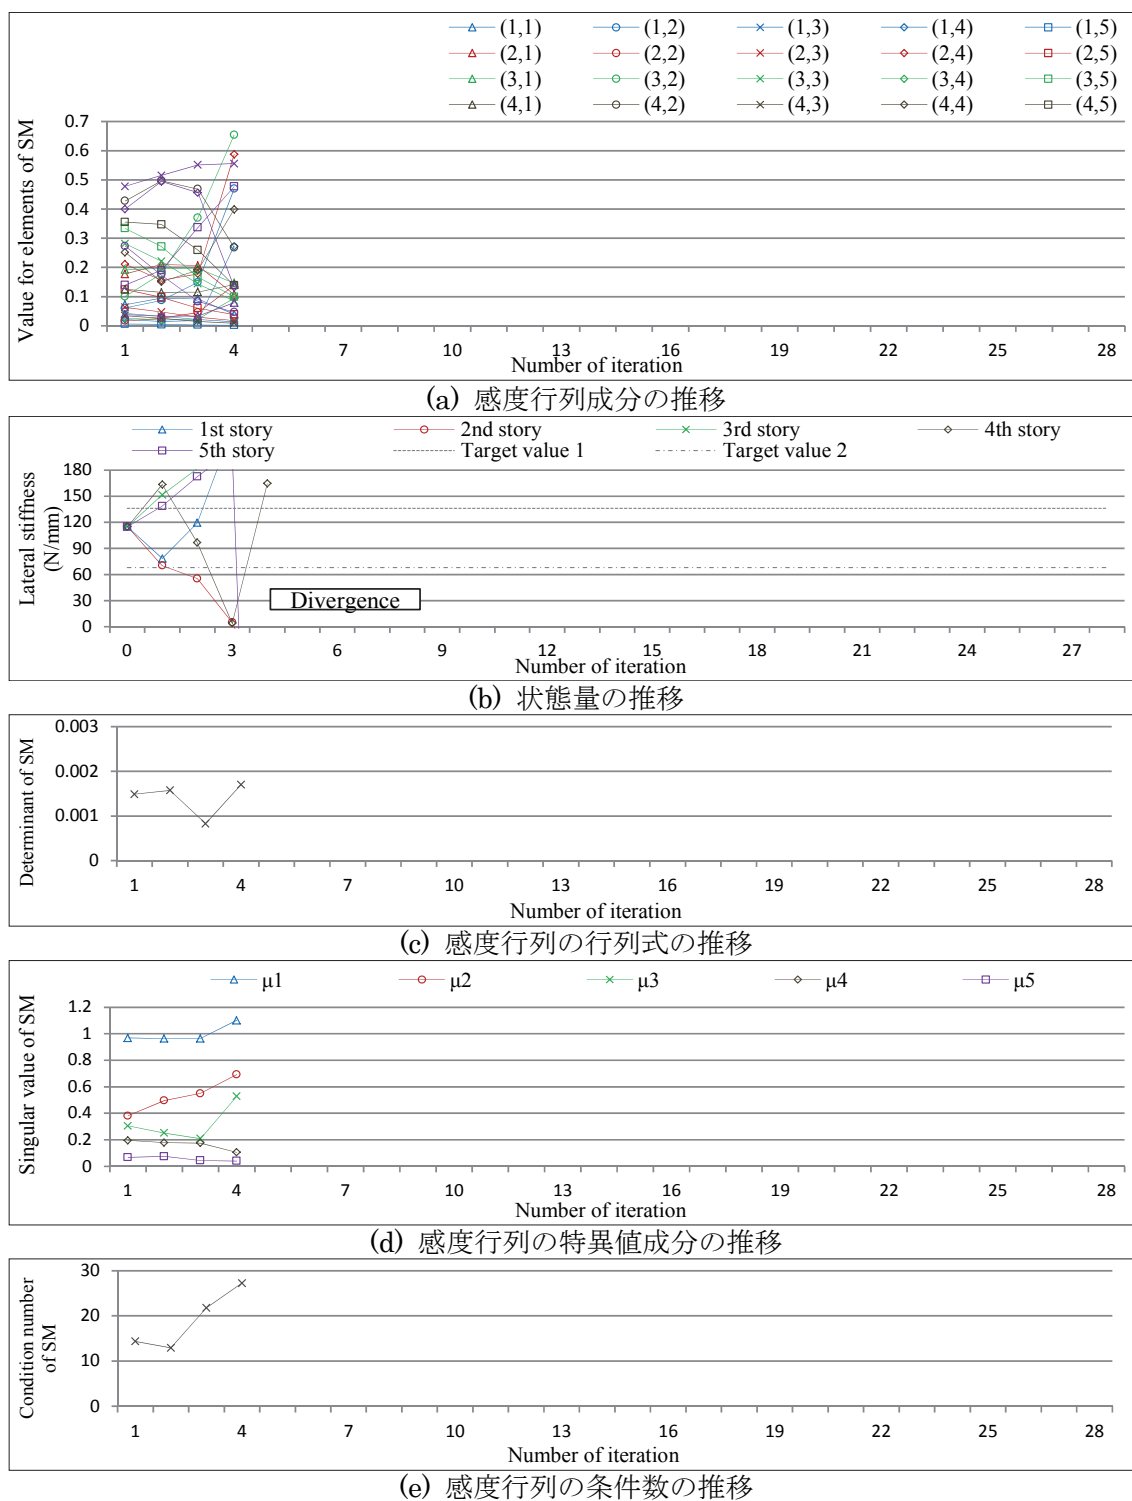 (1,1) (1,2) (1,3) (1,4) (1,5)
(2,1) (2,2) (2,3) (2,4) (2,5)
(3,1) (3,2) (3,3) (3,4) (3,5)
(4,1) (4,2) (4,3) (4,4) (4,5)
Value for elements of SM
0.7
0.6
0.5
0.4
0.3
0.2
0.1
0
1 4 7 10 13 16 19 22 25 28
Number of iteration
(a) 感度行列成分の推移
1st story 2nd story 3rd story 4th story
5th story Target value 1 Target value 2
Lateral stiffness
(N/mm)
180
150
120
90
60
30
0
Divergence
0 3 6 9 12 15 18 21 24 27
Number of iteration
(b) 状態量の推移
Determinant of SM
0.003
0.002
0.001
0
1 4 7 10 13 16 19 22 25 28
Number of iteration
(c) 感度行列の行列式の推移
μ1 μ2 μ3 μ4 μ5
Singular value of SM
1.2
1
0.8
0.6
0.4
0.2
0
1 4 7 10 13 16 19 22 25 28
Number of iteration
(d) 感度行列の特異値成分の推移
Condition number
of SM
30
20
10
0
1 4 7 10 13 16 19 22 25 28
Number of iteration
(e) 感度行列の条件数の推移